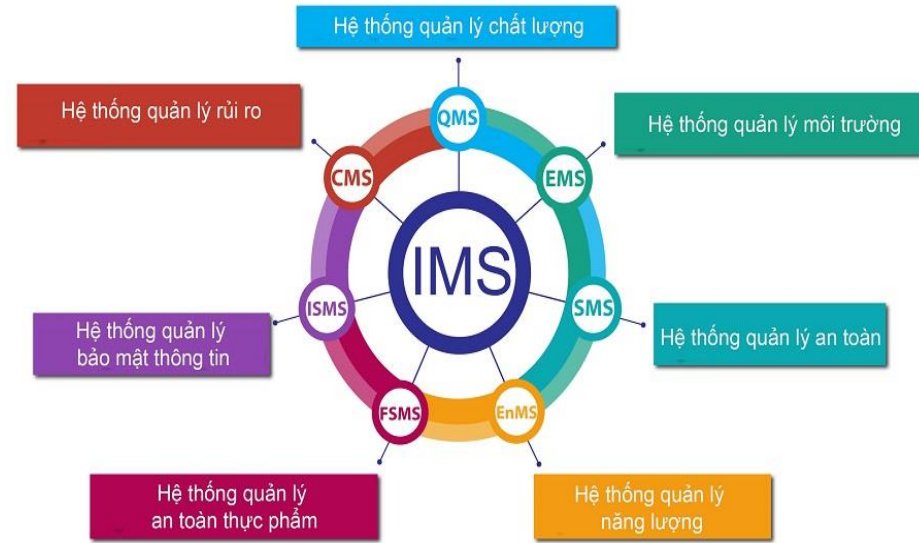 Hệ thống quản lý chất lượng
Hệ thống quản lý rủi ro
Hệ thống quản lý môi trường
QMS
CMS
EMS
IMS
ISMS
SMS
Hệ thống quản lý
bảo mật thông tin
Hệ thống quản lý an toàn
FSMS
EnMS
Hệ thống quản lý
an toàn thực phẩm
Hệ thống quản lý
năng lượng